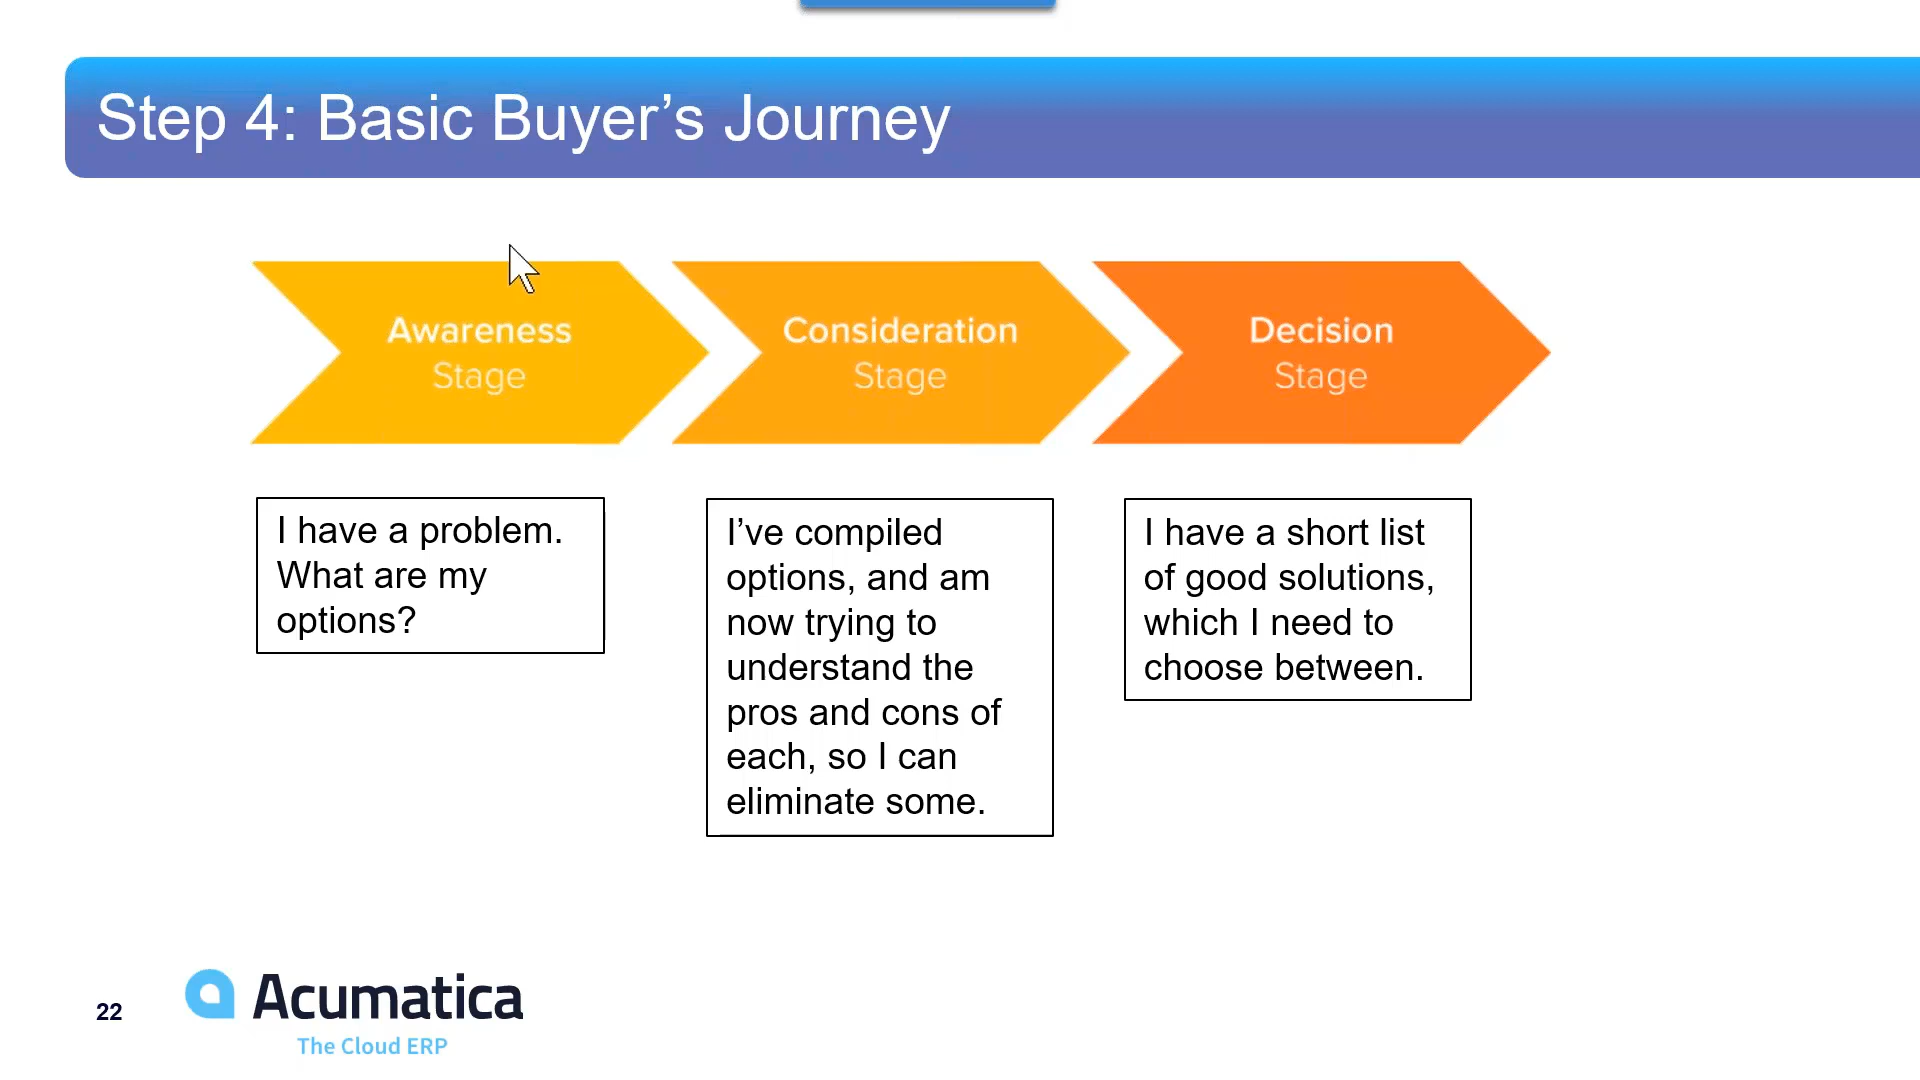 Step 4: Basic Buyer’s Journey
Awareness
Stage
Consideration
Stage
Decision
Stage
I have a problem.
What are my
options?
I’ve compiled
options, and am
now trying to
understand the
pros and cons of
each, so I can
eliminate some.
I have a short list
of good solutions,
which I need to
choose between.
22
Acumatica
The Cloud ERP